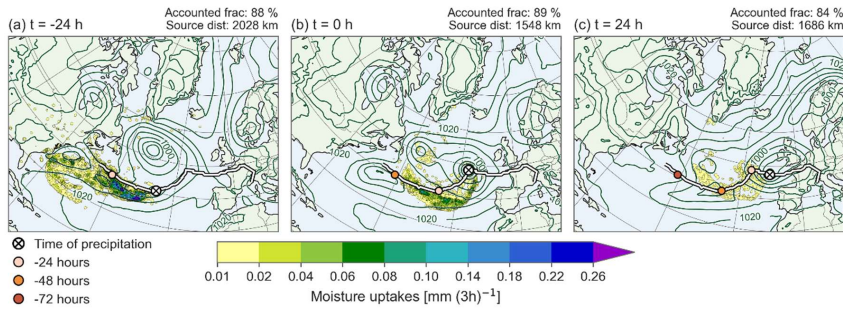 Accounted frac: 88 %
(a) t = -24 h Source dist: 2028 km
Accounted frac: 89 %
(b) t = 0 h Source dist: 1548 km
Accounted frac: 84 %
(c) t = 24 h Source dist: 1686 km
1000
1020
1020
1020
1020
1020
1020
1000
1020
Time of precipitation
-24 hours
-48 hours
-72 hours
0.01 0.02 0.04 0.06 0.08 0.10 0.14 0.18 0.22 0.26
Moisture uptakes [mm (3h)⁻¹]